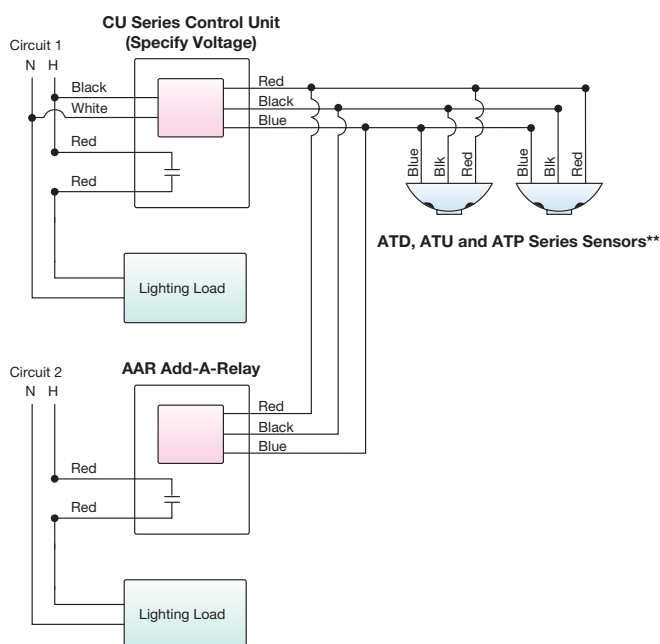 CU Series Control Unit
(Specify Voltage)
Circuit 1
N H
Black
White
Red
Red
Red
Black
Blue
Blue
Blk
Red
Blue
Blk
Red
ATD, ATU and ATP Series Sensors**
Lighting Load
Circuit 2
N H
AAR Add-A-Relay
Red
Black
Blue
Red
Red
Lighting Load